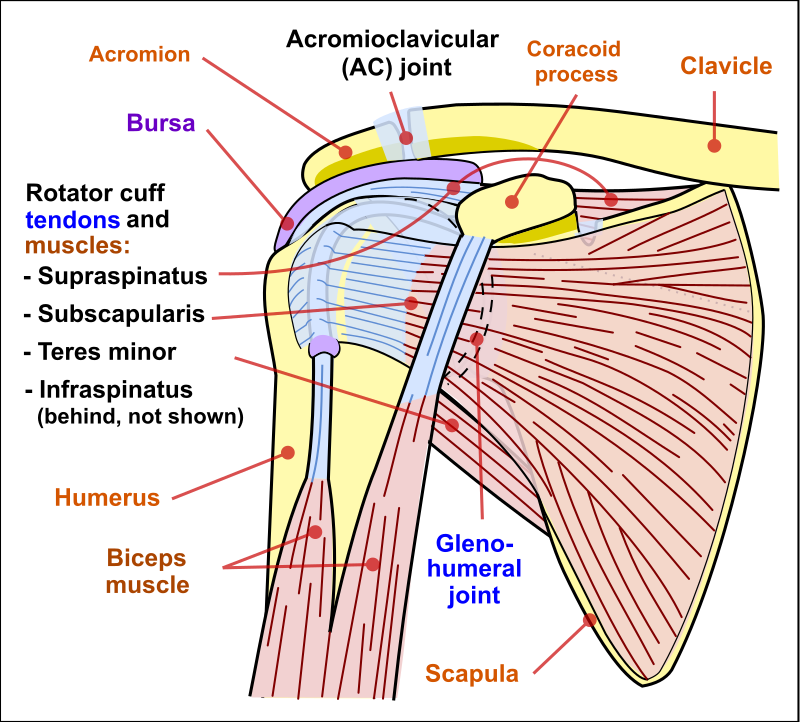 Acromioclavicular
(AC) joint
Acromion
Coracoid
process
Clavicle
Bursa
Rotator cuff
tendons and
muscles:
- Supraspinatus
- Subscapularis
- Teres minor
- Infraspinatus
(behind, not shown)
Humerus
Biceps
muscle
Gleno-
humeral
joint
Scapula